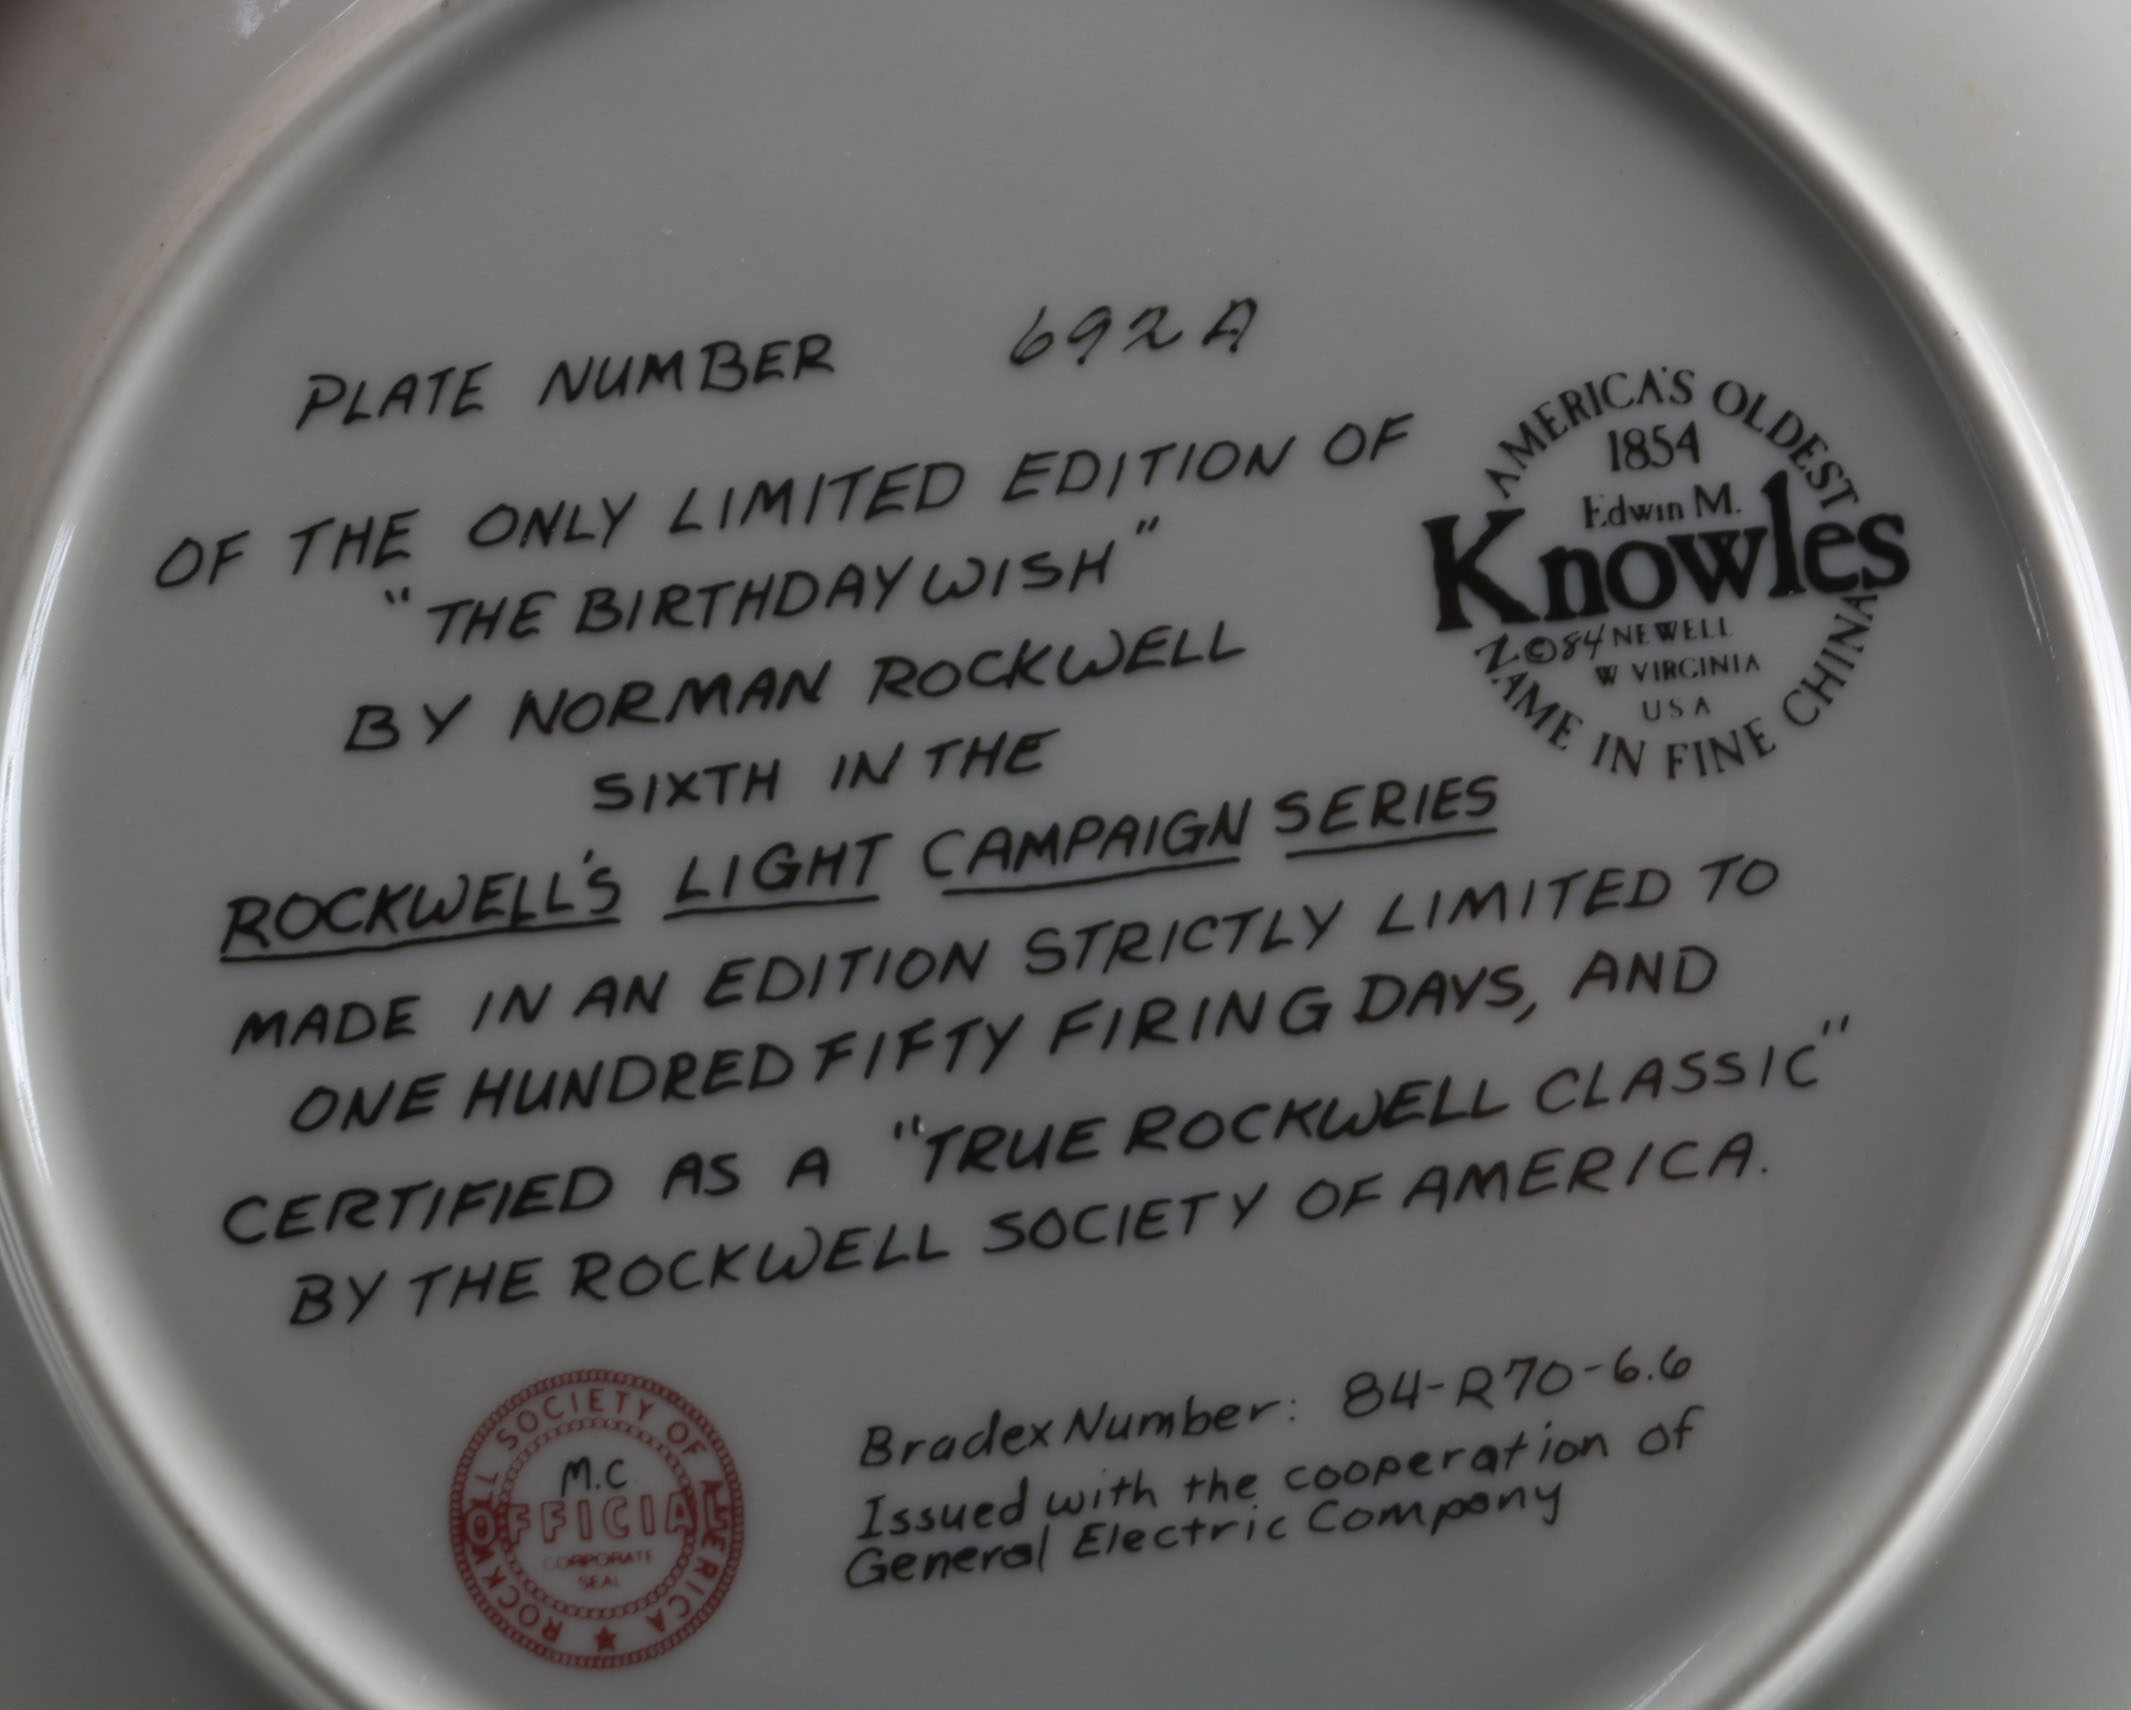 PLATE NUMBER 692A
OF THE ONLY LIMITED EDITION OF
"THE BIRTHDAY WISH"
BY NORMAN ROCKWELL
SIXTH IN THE
ROCKWELL'S LIGHT CAMPAIGN SERIES
MADE IN AN EDITION STRICTLY LIMITED TO
ONE HUNDRED FIFTY FIRING DAYS, AND
CERTIFIED AS A "TRUE ROCKWELL CLASSIC"
BY THE ROCKWELL SOCIETY OF AMERICA.
AMERICA'S OLDEST
1854
Edwin M.
Knowles
©84 NEWELL
W VIRGINIA
USA
NAME IN FINE CHINA
ROCKWELL SOCIETY OF AMERICA
M.C
OFFICIAL
CORPORATE
SEAL
Bradex Number: 84-R70-6.6
Issued with the cooperation of
General Electric Company